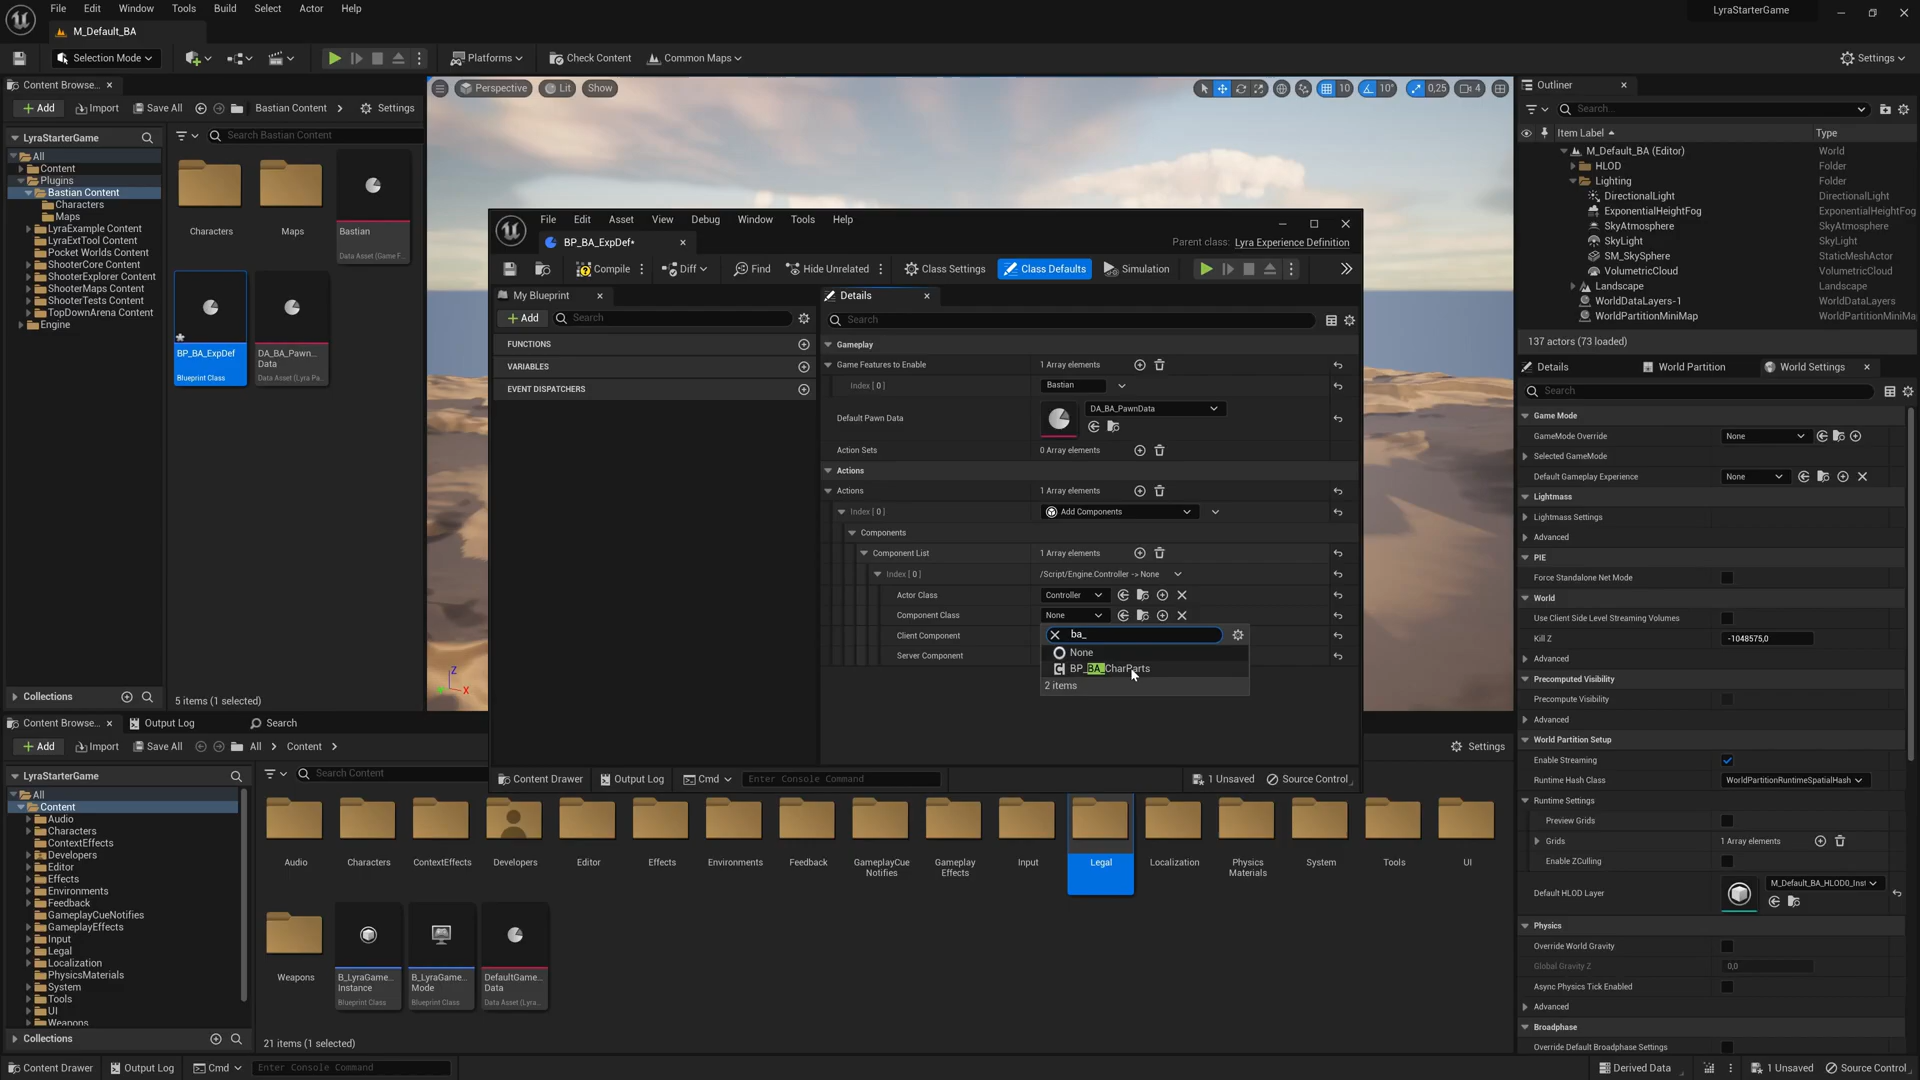 File Edit Window Tools Build Select Actor Help
LyraStarterGame
M_Default_BA
Selection Mode
Platforms
Check Content
Common Maps
Settings
Content Browse...
Add
Import
Save All
Bastian Content
Settings
LyraStarterGame
Search Bastian Content
All
Content
Plugins
Bastian Content
Characters
Maps
LyraExample Content
LyraExtTool Content
Pocket Worlds Content
ShooterCore Content
ShooterExplorer Content
ShooterMaps Content
ShooterTests Content
TopDownArena Content
Engine
Collections
Characters
Maps
Bastian
Data Asset (Game F...
BP_BA_ExpDef
Blueprint Class
DA_BA_Pawn...
Data
Data Asset (Lyra Pa...
5 items (1 selected)
Perspective
Lit
Show
10
10°
0,25
4
Z
X
File Edit Asset View Debug Window Tools Help
BP_BA_ExpDef*
Parent class: Lyra Experience Definition
Compile
Diff
Find
Hide Unrelated
Class Settings
Class Defaults
Simulation
My Blueprint
Add
Search
FUNCTIONS
VARIABLES
EVENT DISPATCHERS
Details
Search
Gameplay
Game Features to Enable 1 Array elements
Index [ 0 ] Bastian
Default Pawn Data DA_BA_PawnData
Action Sets 0 Array elements
Actions
Actions 1 Array elements
Index [ 0 ] Add Components
Components
Component List 1 Array elements
Index [ 0 ] /Script/Engine.Controller -> None
Actor Class Controller
Component Class None
Client Component
Server Component
ba_
None
BP_BA_CharParts
2 items
Content Drawer
Output Log
Cmd
Enter Console Command
1 Unsaved
Source Control
Outliner
Search...
Item Label Type
M_Default_BA (Editor) World
HLOD Folder
Lighting Folder
DirectionalLight DirectionalLight
ExponentialHeightFog ExponentialHeightFog
SkyAtmosphere SkyAtmosphere
SkyLight SkyLight
SM_SkySphere StaticMeshActor
VolumetricCloud VolumetricCloud
Landscape Landscape
WorldDataLayers-1 WorldDataLayers
WorldPartitionMiniMap WorldPartitionMiniMa
137 actors (73 loaded)
Details
World Partition
World Settings
Search
Game Mode
GameMode Override None
Selected GameMode
Default Gameplay Experience None
Lightmass
Lightmass Settings
Advanced
PIE
Force Standalone Net Mode
World
Use Client Side Level Streaming Volumes
Kill Z -1048575,0
Advanced
Precomputed Visibility
Precompute Visibility
Advanced
World Partition Setup
Enable Streaming
Runtime Hash Class WorldPartitionRuntimeSpatialHash
Runtime Settings
Preview Grids
Grids 1 Array elements
Enable ZCulling
Default HLOD Layer M_Default_BA_HLOD0_Inst
Physics
Override World Gravity
Global Gravity Z 0,0
Async Physics Tick Enabled
Advanced
Broadphase
Override Default Broadphase Settings
Content Browse...
Output Log
Search
Add
Import
Save All
All
Content
Settings
LyraStarterGame
Search Content
All
Content
Audio
Characters
ContextEffects
Developers
Editor
Effects
Environments
Feedback
GameplayCueNotifies
GameplayEffects
Input
Legal
Localization
PhysicsMaterials
System
Tools
UI
Weapons
Collections
Audio
Characters
ContextEffects
Developers
Editor
Effects
Environments
Feedback
GameplayCue
Notifies
Gameplay
Effects
Input
Legal
Localization
Physics
Materials
System
Tools
UI
Weapons
B_LyraGame...
Instance
Blueprint Class
B_LyraGame...
Mode
Blueprint Class
DefaultGame...
Data
Data Asset (Lyra...
21 items (1 selected)
Content Drawer
Output Log
Cmd
Enter Console Command
Derived Data
1 Unsaved
Source Control